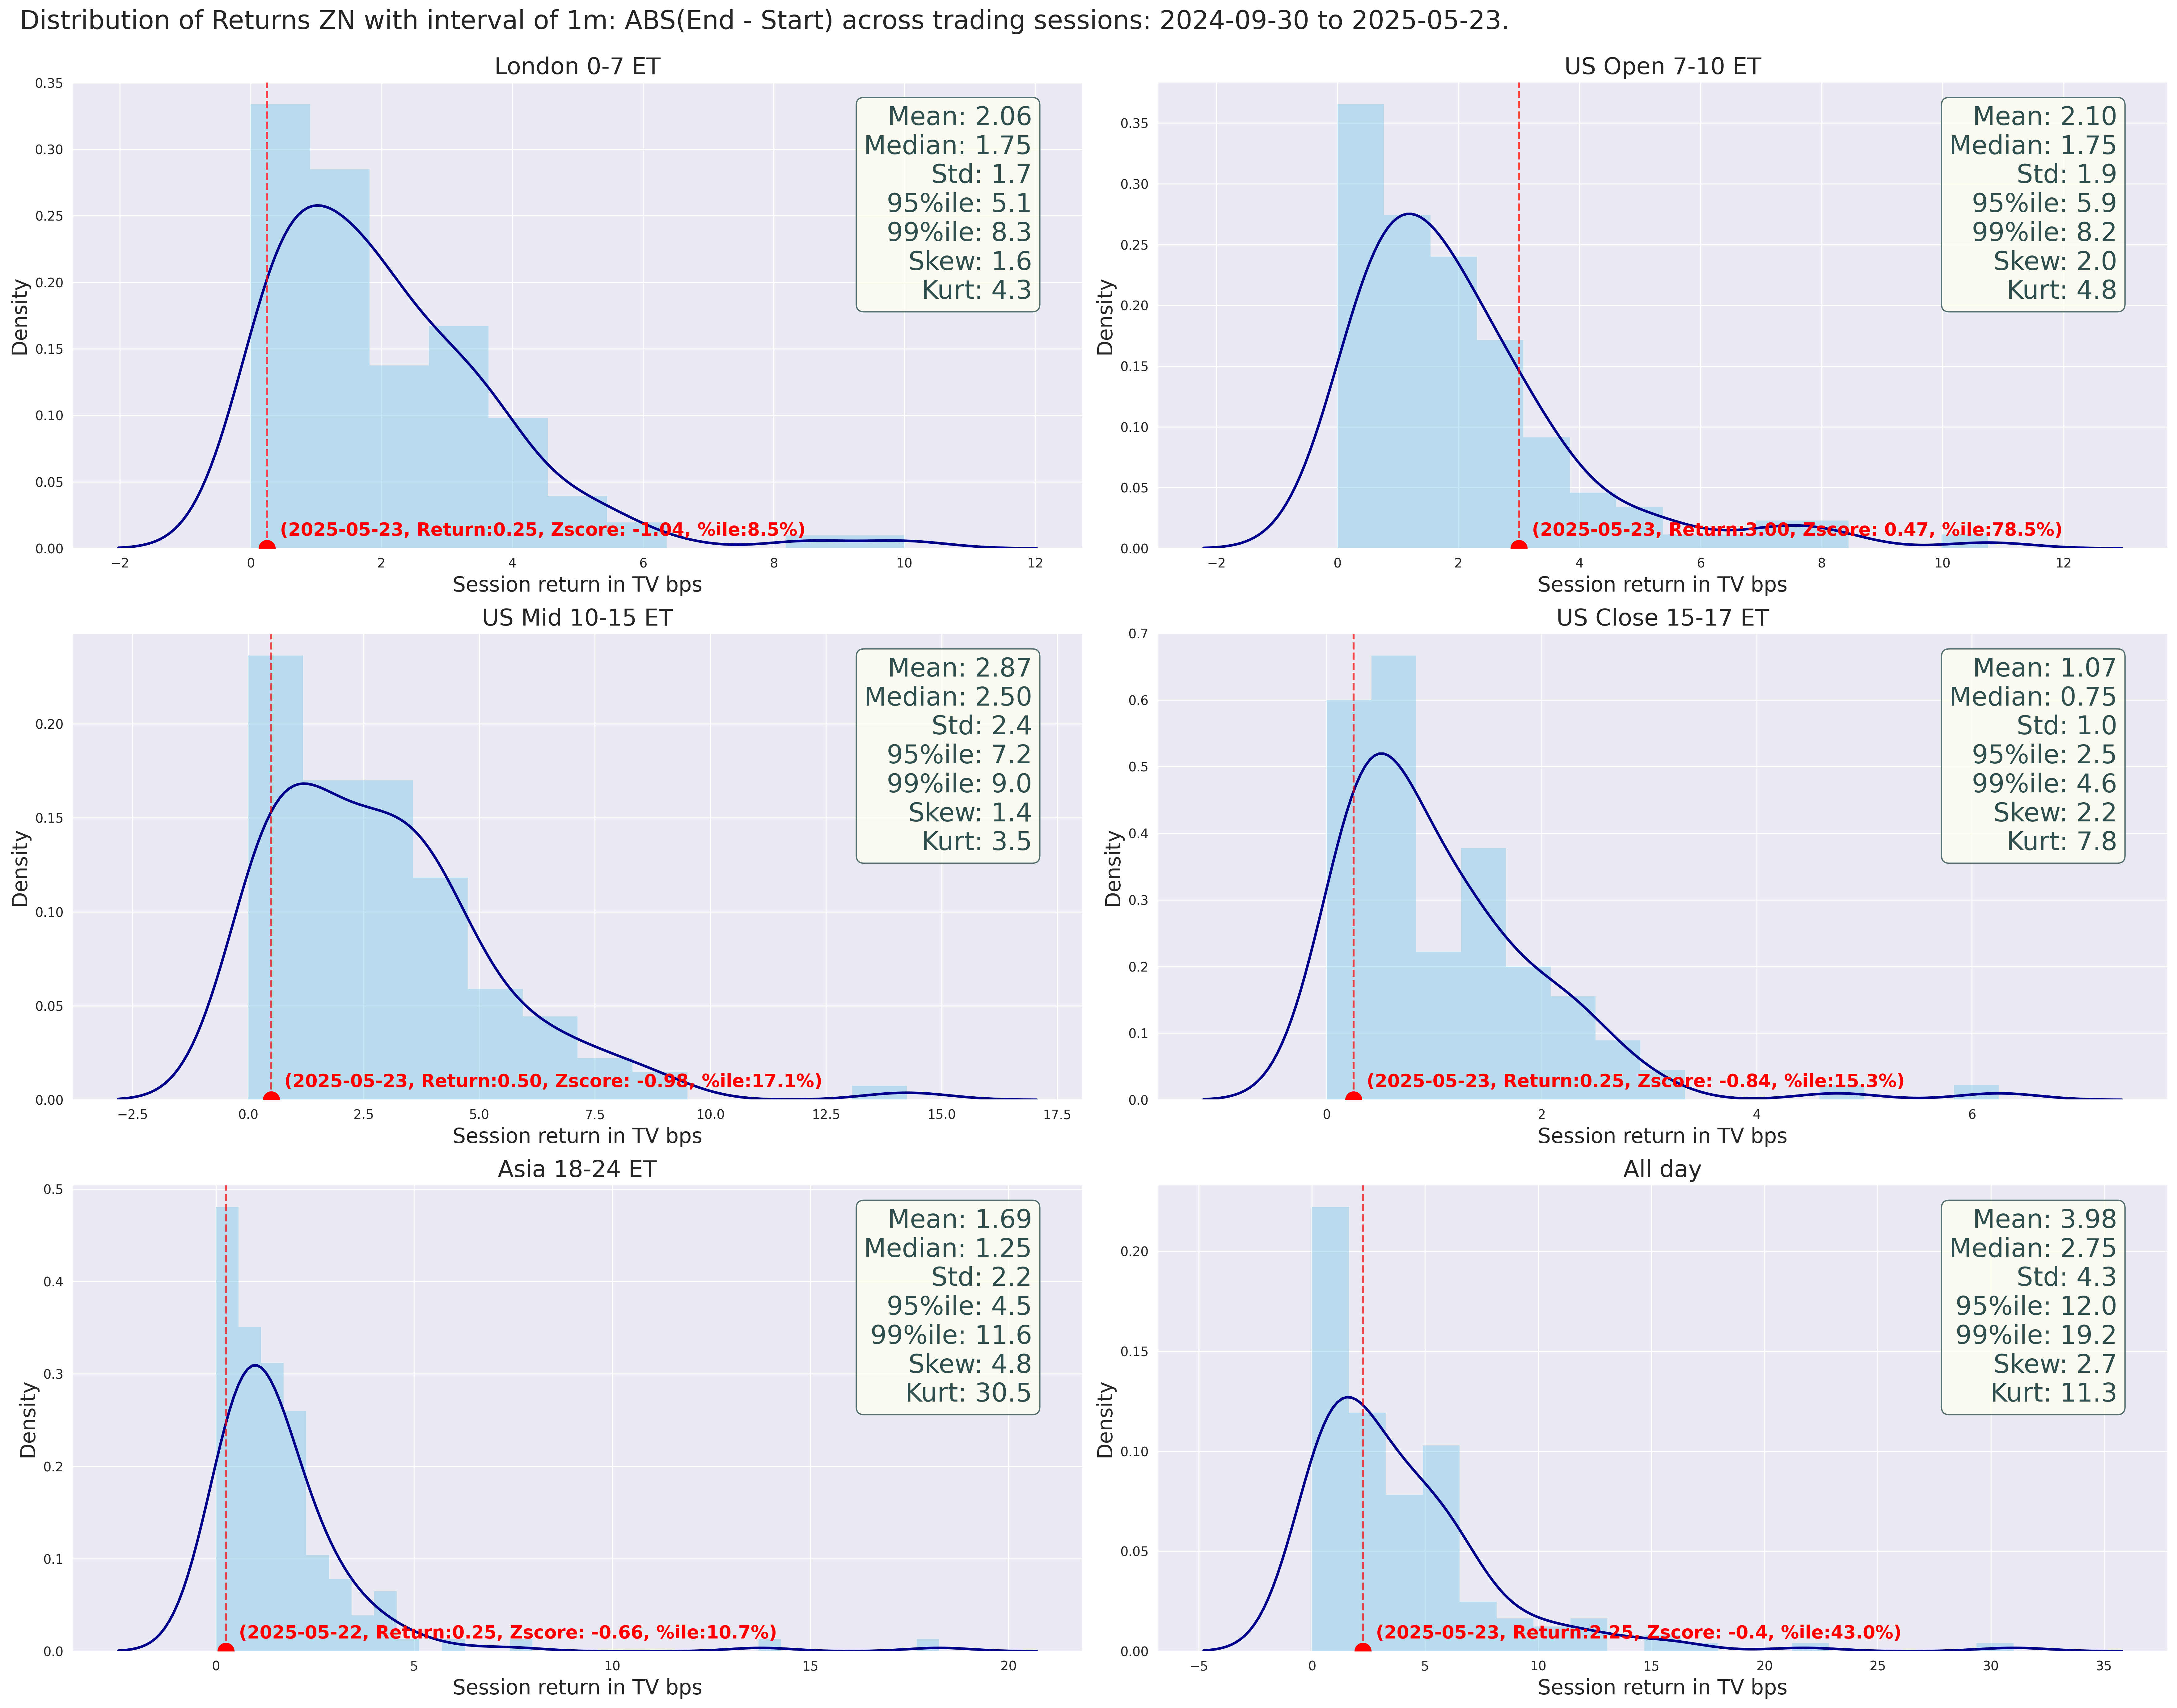 Distribution of Returns ZN with interval of 1m: ABS(End - Start) across trading sessions: 2024-09-30 to 2025-05-23.
London 0-7 ET
0.35
0.30
0.25
0.20
0.15
0.10
0.05
0.00
Density
Mean: 2.06
Median: 1.75
Std: 1.7
95%ile: 5.1
99%ile: 8.3
Skew: 1.6
Kurt: 4.3
(2025-05-23, Return:0.25, Zscore: -1.04, %ile:8.5%)
−2 0 2 4 6 8 10 12
Session return in TV bps
US Open 7-10 ET
0.35
0.30
0.25
0.20
0.15
0.10
0.05
0.00
Density
Mean: 2.10
Median: 1.75
Std: 1.9
95%ile: 5.9
99%ile: 8.2
Skew: 2.0
Kurt: 4.8
(2025-05-23, Return:3.00, Zscore: 0.47, %ile:78.5%)
−2 0 2 4 6 8 10 12
Session return in TV bps
US Mid 10-15 ET
0.20
0.15
0.10
0.05
0.00
Density
Mean: 2.87
Median: 2.50
Std: 2.4
95%ile: 7.2
99%ile: 9.0
Skew: 1.4
Kurt: 3.5
(2025-05-23, Return:0.50, Zscore: -0.98, %ile:17.1%)
−2.5 0.0 2.5 5.0 7.5 10.0 12.5 15.0 17.5
Session return in TV bps
US Close 15-17 ET
0.7
0.6
0.5
0.4
0.3
0.2
0.1
0.0
Density
Mean: 1.07
Median: 0.75
Std: 1.0
95%ile: 2.5
99%ile: 4.6
Skew: 2.2
Kurt: 7.8
(2025-05-23, Return:0.25, Zscore: -0.84, %ile:15.3%)
0 2 4 6
Session return in TV bps
Asia 18-24 ET
0.5
0.4
0.3
0.2
0.1
0.0
Density
Mean: 1.69
Median: 1.25
Std: 2.2
95%ile: 4.5
99%ile: 11.6
Skew: 4.8
Kurt: 30.5
(2025-05-22, Return:0.25, Zscore: -0.66, %ile:10.7%)
0 5 10 15 20
Session return in TV bps
All day
0.20
0.15
0.10
0.05
0.00
Density
Mean: 3.98
Median: 2.75
Std: 4.3
95%ile: 12.0
99%ile: 19.2
Skew: 2.7
Kurt: 11.3
(2025-05-23, Return:2.25, Zscore: -0.4, %ile:43.0%)
−5 0 5 10 15 20 25 30 35
Session return in TV bps